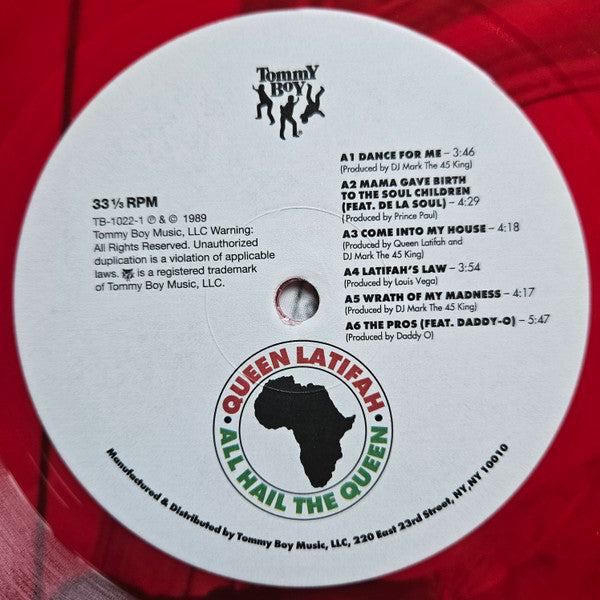 Tommy
Boy
®
33 ⅓ RPM
TB-1022-1 ℗ & © 1989
Tommy Boy Music, LLC Warning:
All Rights Reserved. Unauthorized
duplication is a violation of applicable
laws. is a registered trademark
of Tommy Boy Music, LLC.
A1 DANCE FOR ME – 3:46
(Produced by DJ Mark The 45 King)
A2 MAMA GAVE BIRTH
TO THE SOUL CHILDREN
(FEAT. DE LA SOUL) – 4:29
(Produced by Prince Paul)
A3 COME INTO MY HOUSE – 4:18
(Produced by Queen Latifah and
DJ Mark The 45 King)
A4 LATIFAH'S LAW – 3:54
(Produced by Louis Vega)
A5 WRATH OF MY MADNESS – 4:17
(Produced by DJ Mark The 45 King)
A6 THE PROS (FEAT. DADDY-O) – 5:47
(Produced by Daddy O)
• QUEEN LATIFAH •
ALL HAIL THE QUEEN
Manufactured & Distributed by Tommy Boy Music, LLC, 220 East 23rd Street, NY, NY 10010